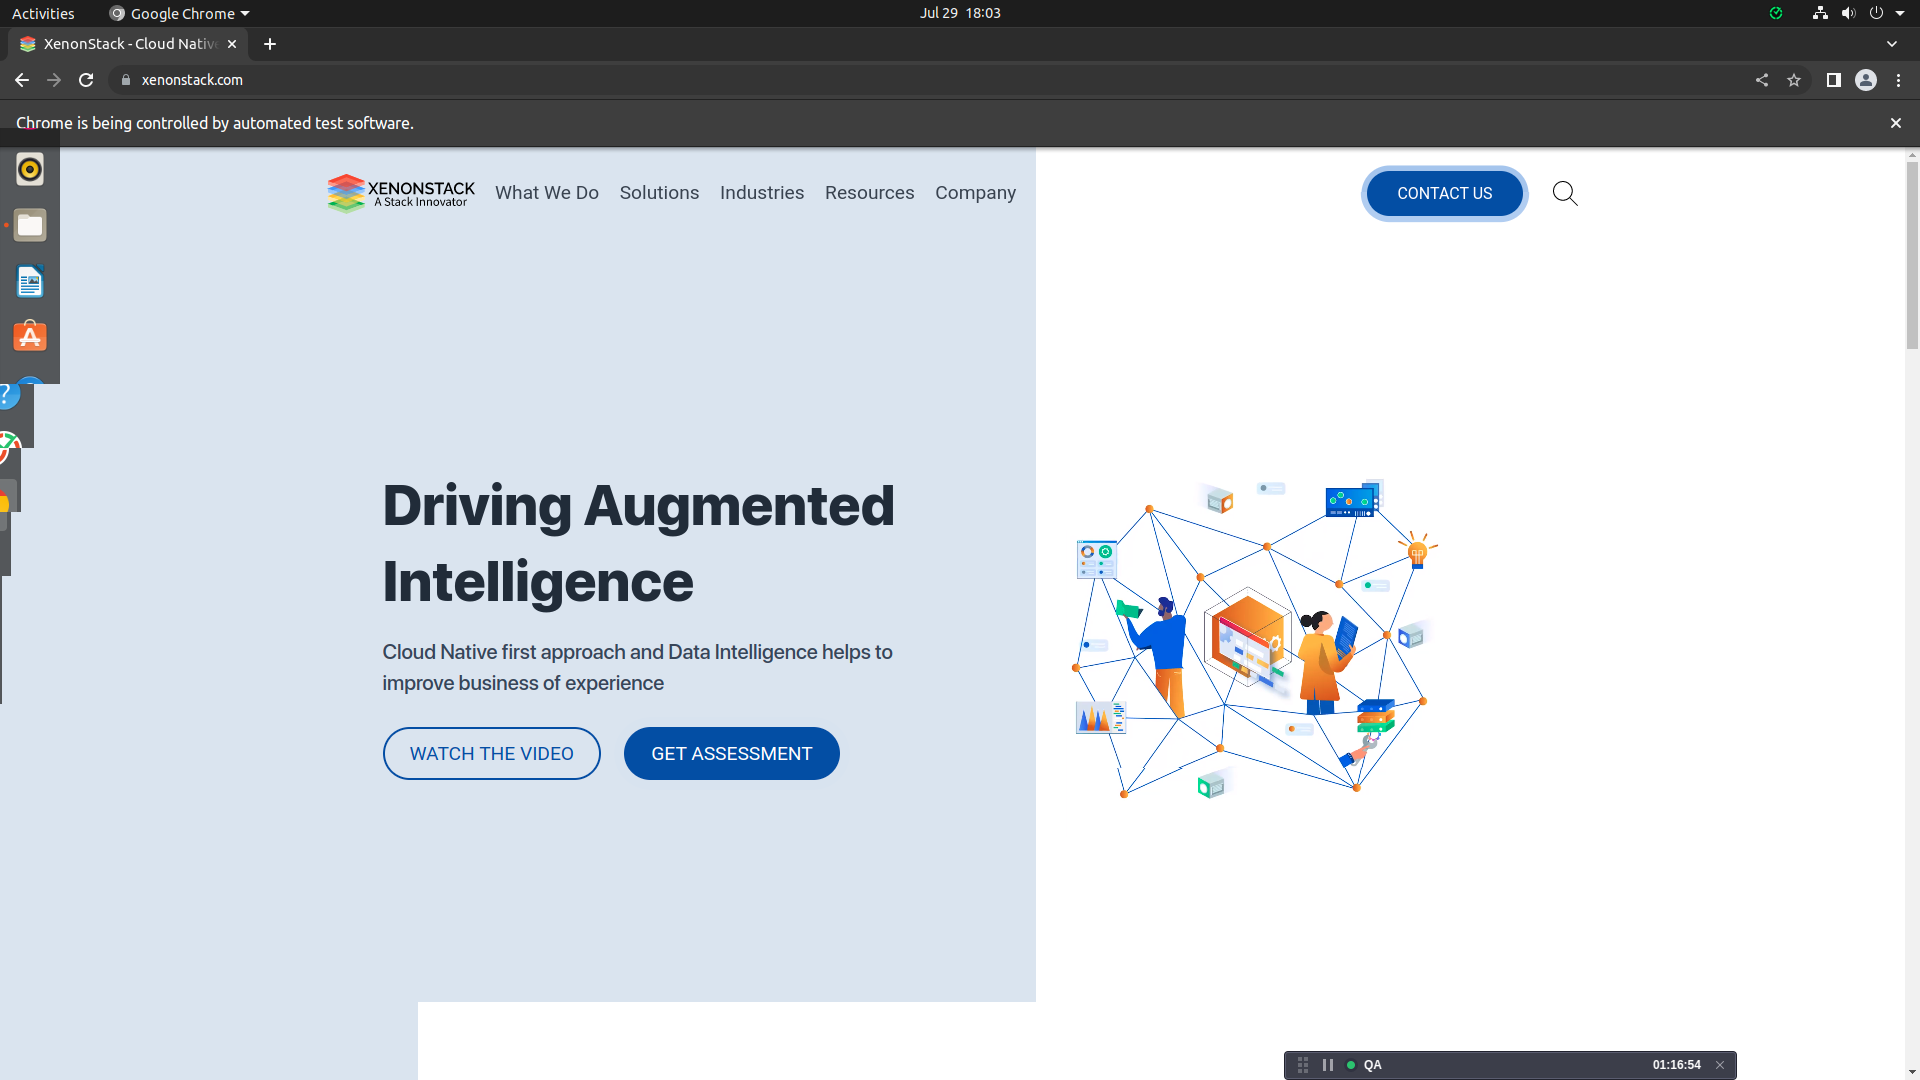 Activities
Google Chrome
Jul 29 18:03
XenonStack - Cloud Native
xenonstack.com
Chrome is being controlled by automated test software.
XENONSTACK
A Stack Innovator
What We Do
Solutions
Industries
Resources
Company
CONTACT US
Driving Augmented
Intelligence
Cloud Native first approach and Data Intelligence helps to
improve business of experience
WATCH THE VIDEO
GET ASSESSMENT
QA
01:16:54